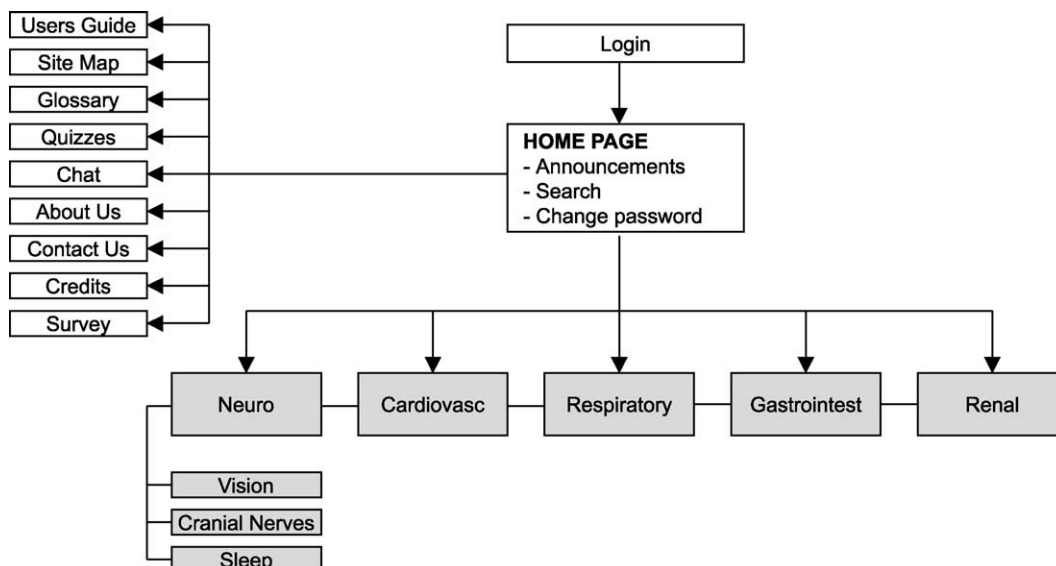 Users Guide
Site Map
Glossary
Quizzes
Chat
About Us
Contact Us
Credits
Survey
Login
HOME PAGE
- Announcements
- Search
- Change password
Neuro
Cardiovasc
Respiratory
Gastrointest
Renal
Vision
Cranial Nerves
Sleep